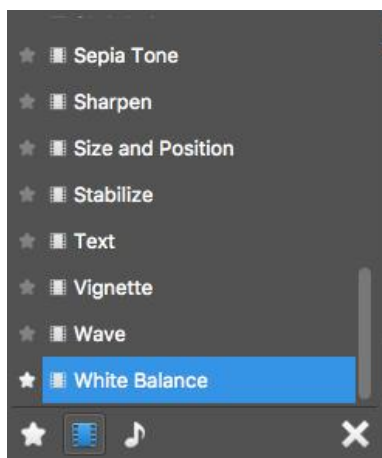 Sepia Tone
Sharpen
Size and Position
Stabilize
Text
Vignette
Wave
White Balance